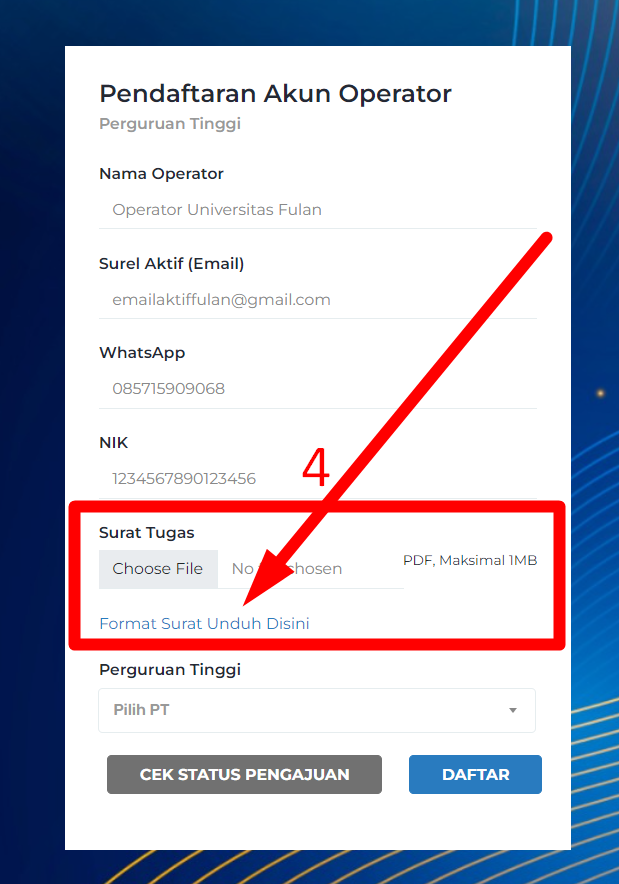 Pendaftaran Akun Operator
Perguruan Tinggi
Nama Operator
Operator Universitas Fulan
Surel Aktif (Email)
emailaktiffulan@gmail.com
WhatsApp
085715909068
NIK
1234567890123456
4
Surat Tugas
Choose File No chosen PDF, Maksimal 1MB
Format Surat Unduh Disini
Perguruan Tinggi
Pilih PT
CEK STATUS PENGAJUAN DAFTAR